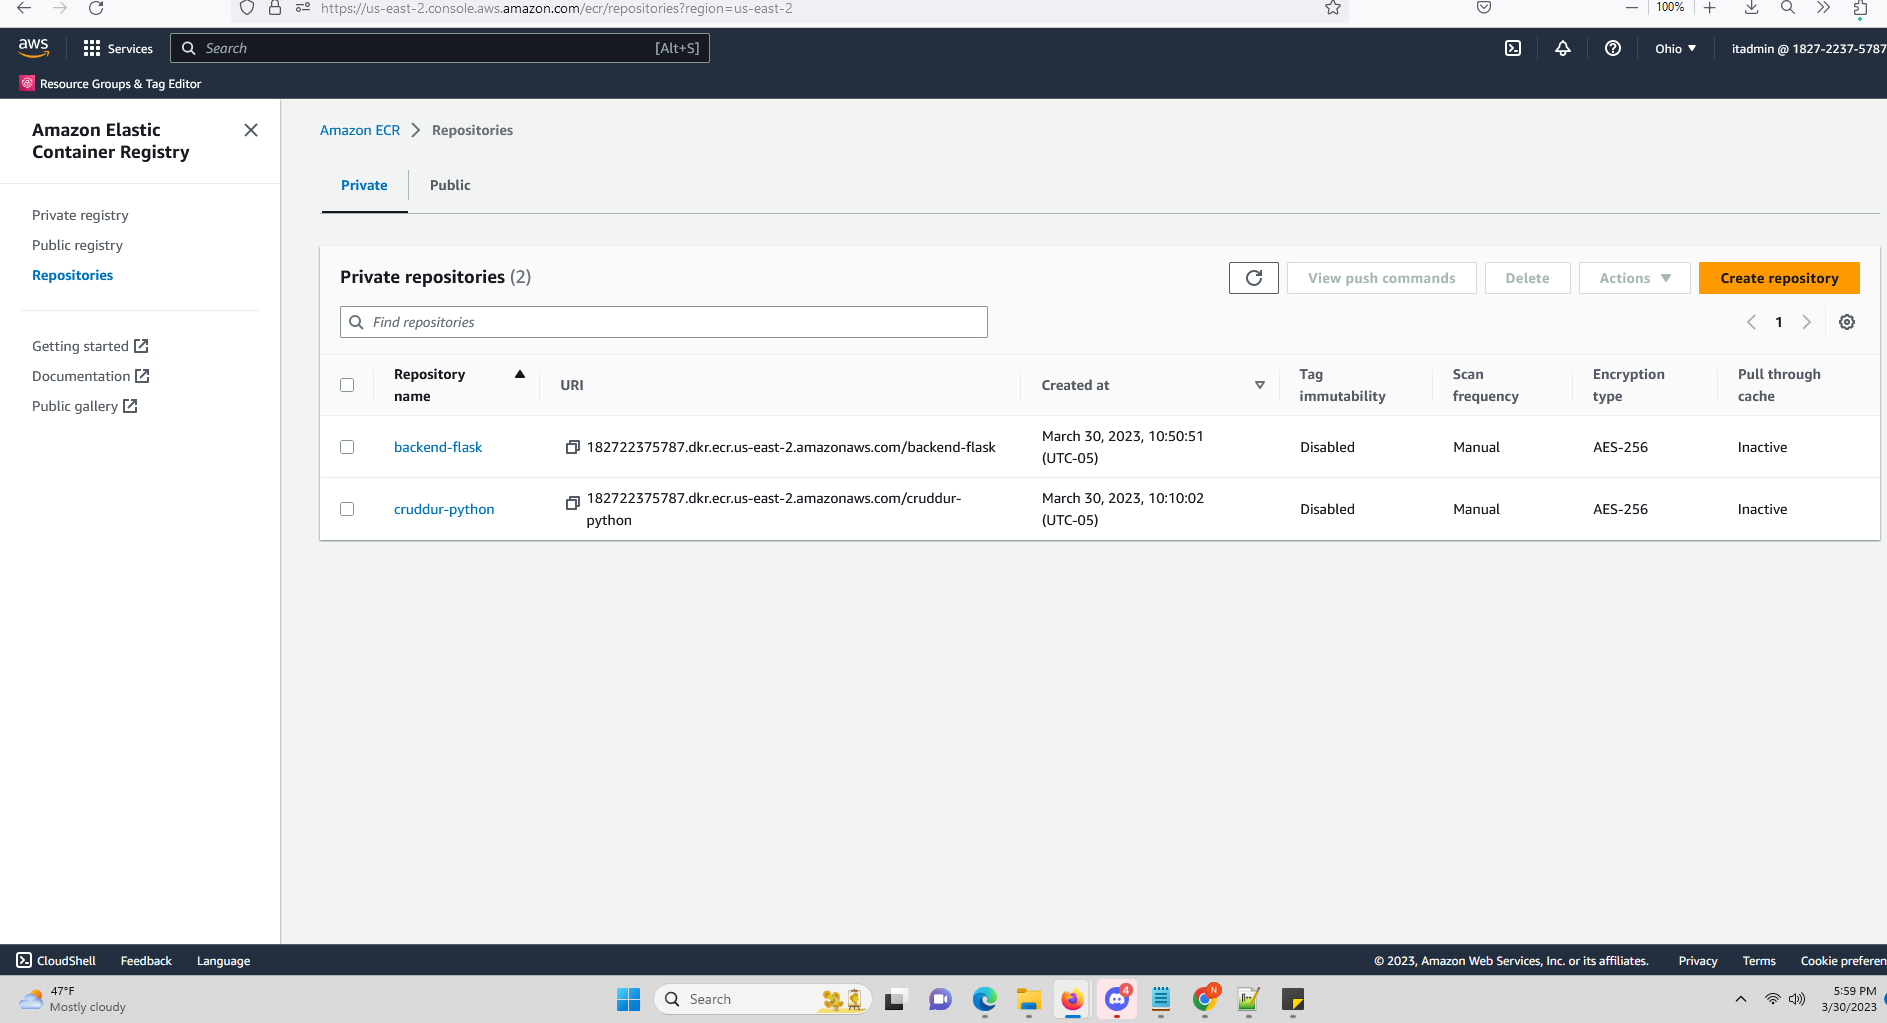 https://us-east-2.console.aws.amazon.com/ecr/repositories?region=us-east-2
100%
aws
Services
Search
[Alt+S]
Ohio
itadmin @ 1827-2237-5787
Resource Groups & Tag Editor
Amazon Elastic
Container Registry
Private registry
Public registry
Repositories
Getting started
Documentation
Public gallery
Amazon ECR
Repositories
Private
Public
Private repositories (2)
View push commands
Delete
Actions
Create repository
Find repositories
1
Repository
name
URI
Created at
Tag
immutability
Scan
frequency
Encryption
type
Pull through
cache
backend-flask
182722375787.dkr.ecr.us-east-2.amazonaws.com/backend-flask
March 30, 2023, 10:50:51
(UTC-05)
Disabled
Manual
AES-256
Inactive
cruddur-python
182722375787.dkr.ecr.us-east-2.amazonaws.com/cruddur-
python
March 30, 2023, 10:10:02
(UTC-05)
Disabled
Manual
AES-256
Inactive
CloudShell
Feedback
Language
© 2023, Amazon Web Services, Inc. or its affiliates.
Privacy
Terms
Cookie preferen
47°F
Mostly cloudy
Search
4
N
5:59 PM
3/30/2023